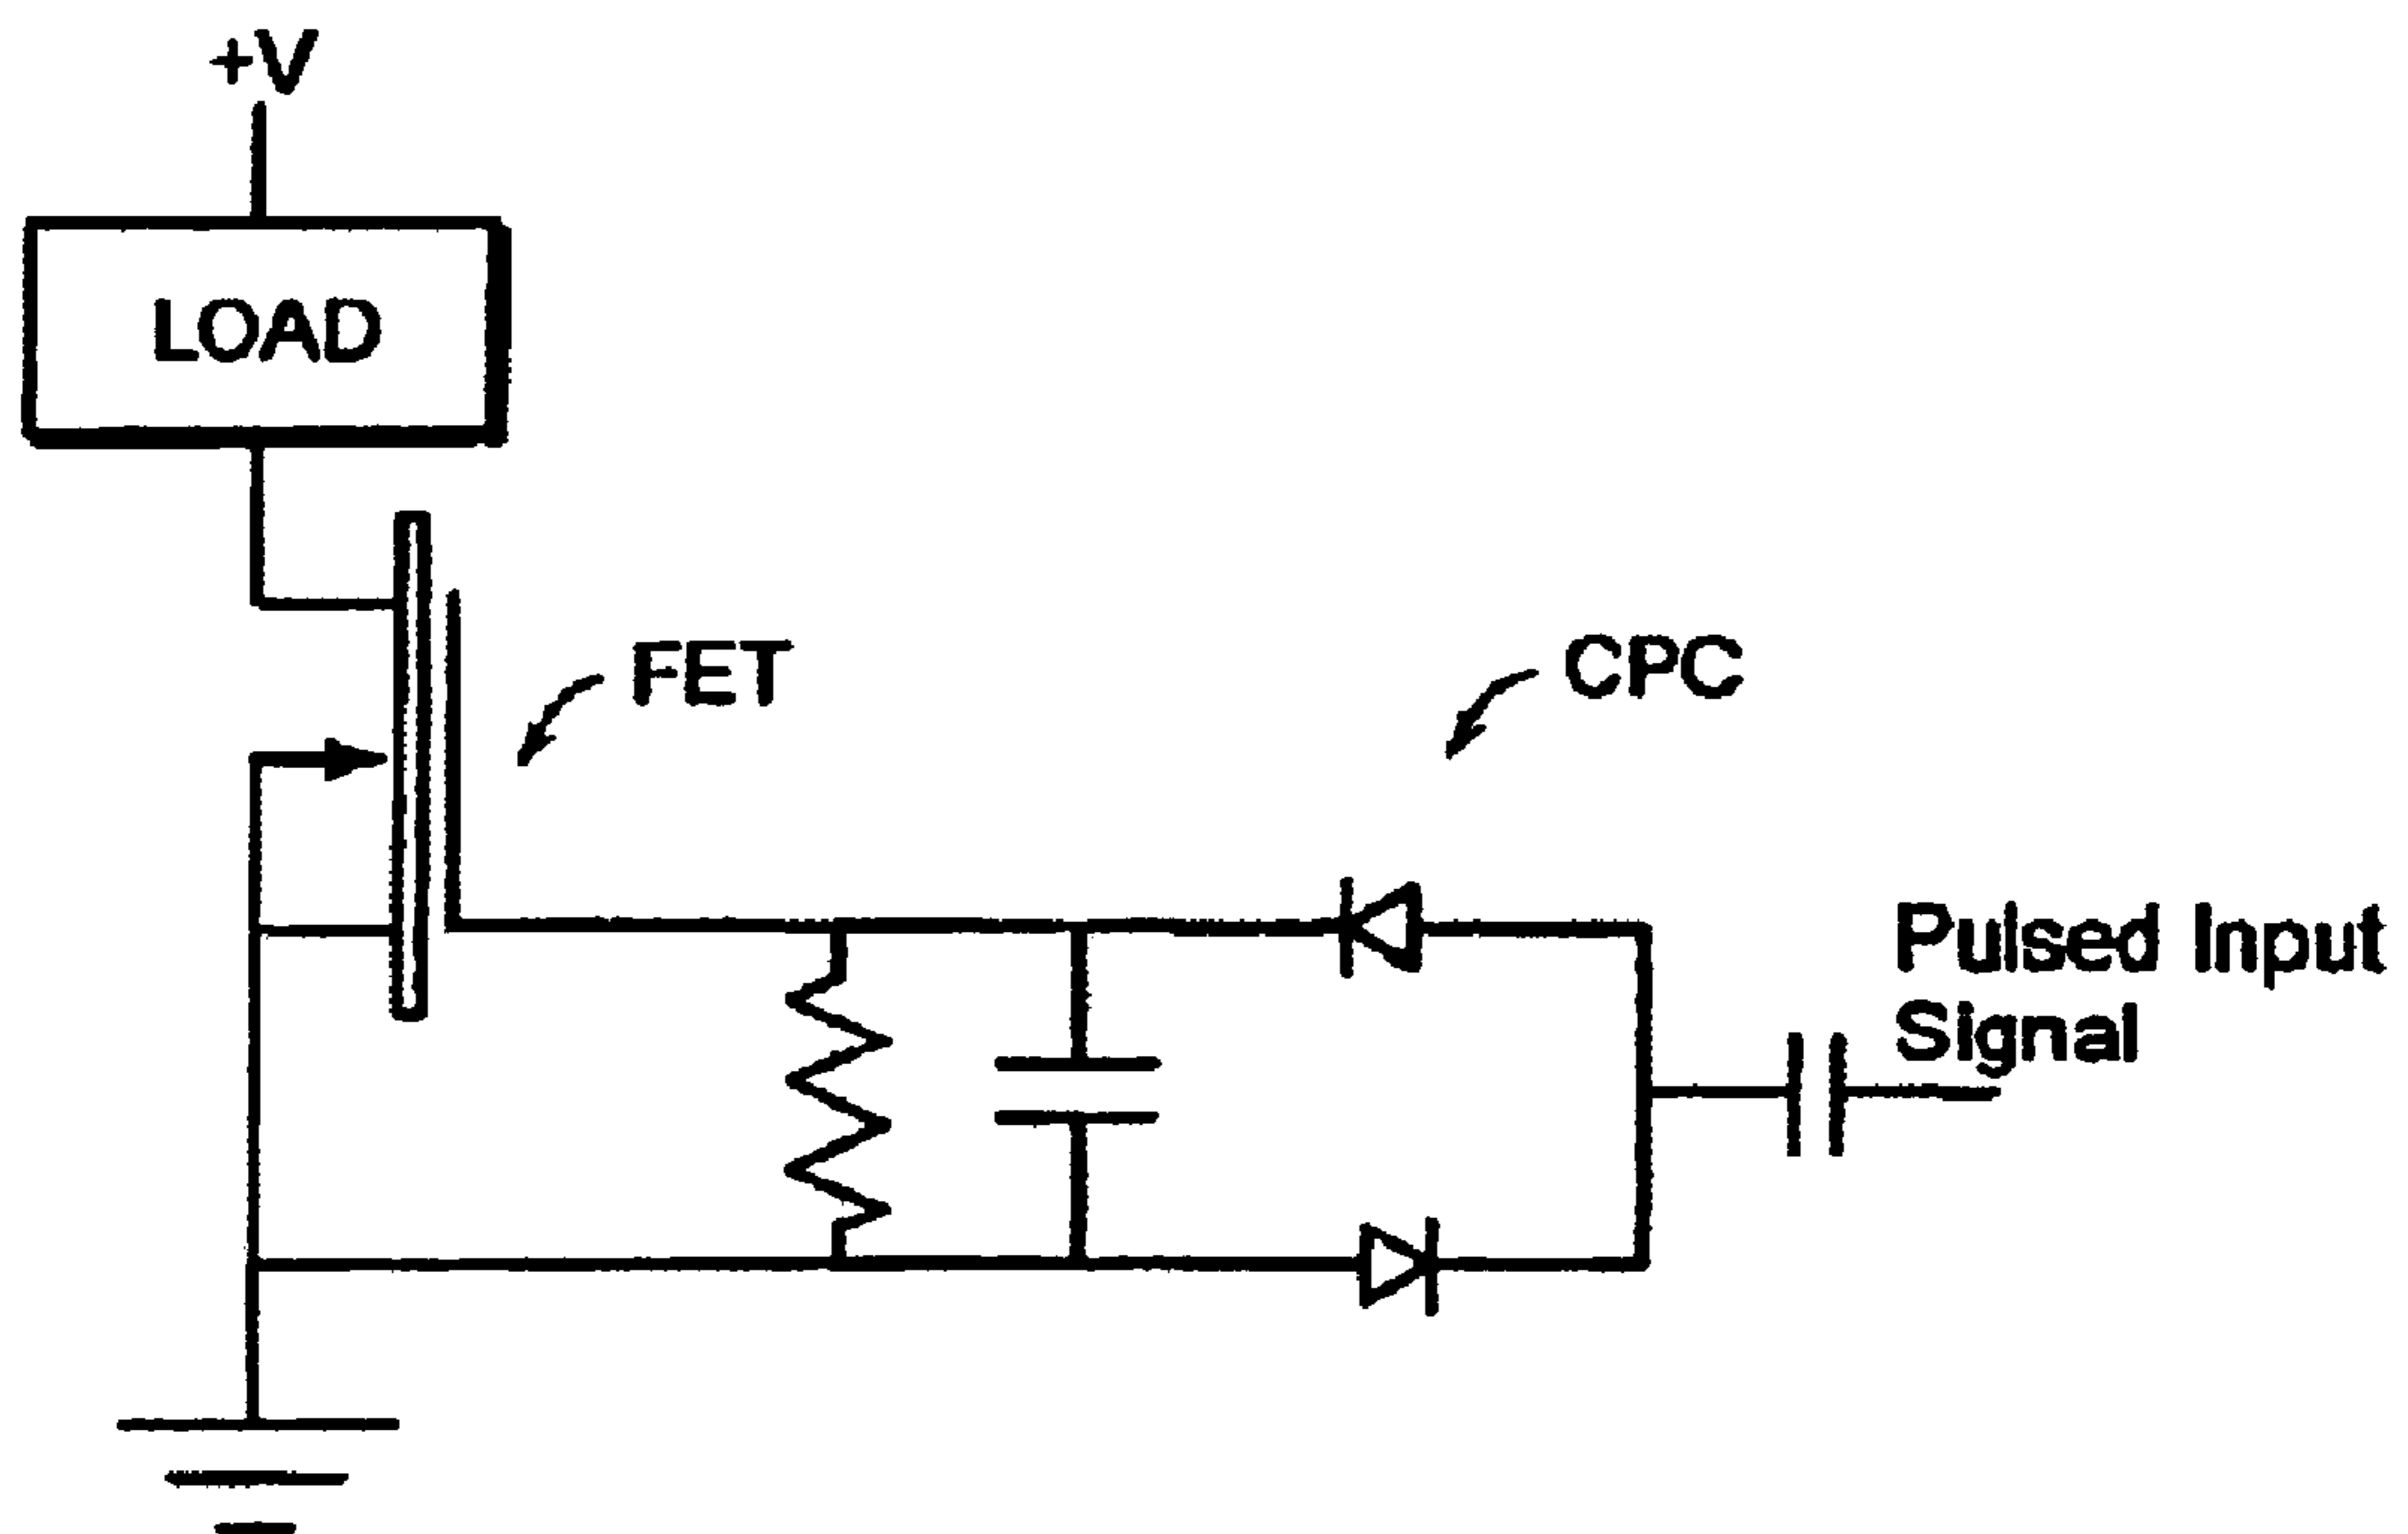 +V
LOAD
FET
CPC
Pulsed Input
Signal